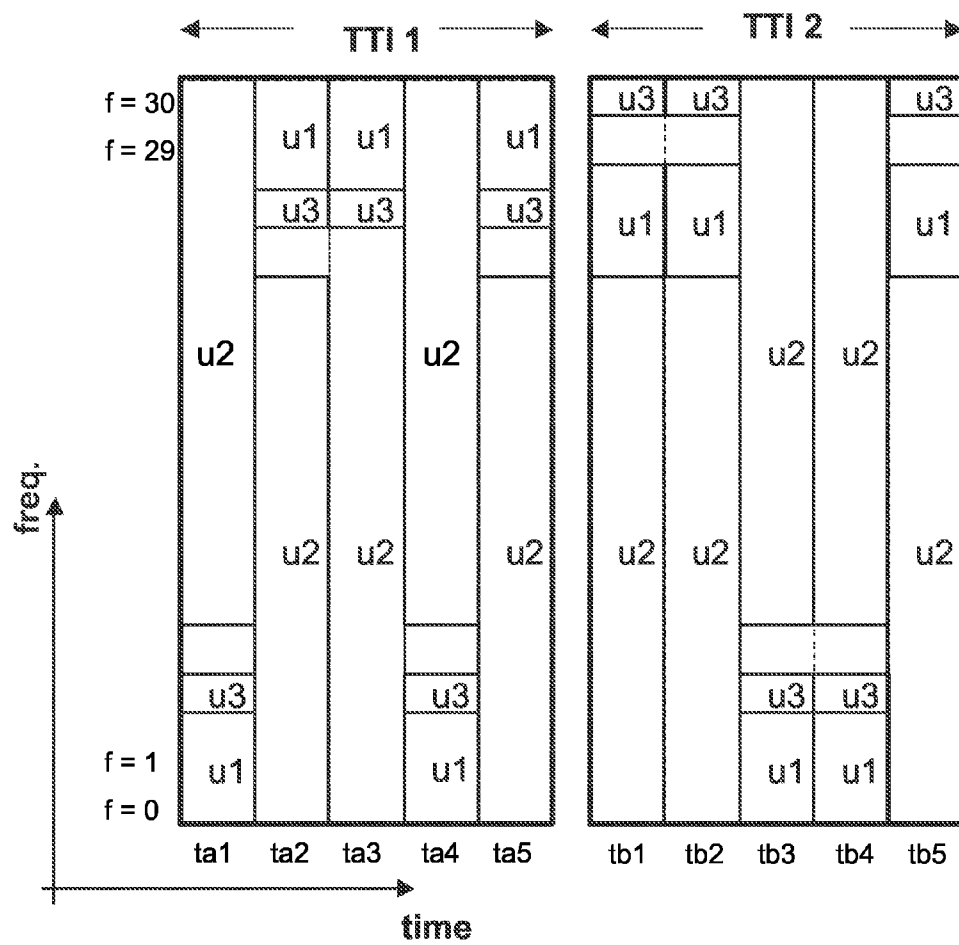 TTI 1 TTI 2
f = 30 u3 u3 u3
f = 29 u1 u1 u1
u3 u3 u3 u1 u1 u1
u2 u2 u2 u2
freq.
u2 u2 u2 u2 u2 u2
u3 u3 u3 u3
f = 1 u1 u1 u1 u1
f = 0
ta1 ta2 ta3 ta4 ta5 tb1 tb2 tb3 tb4 tb5
time